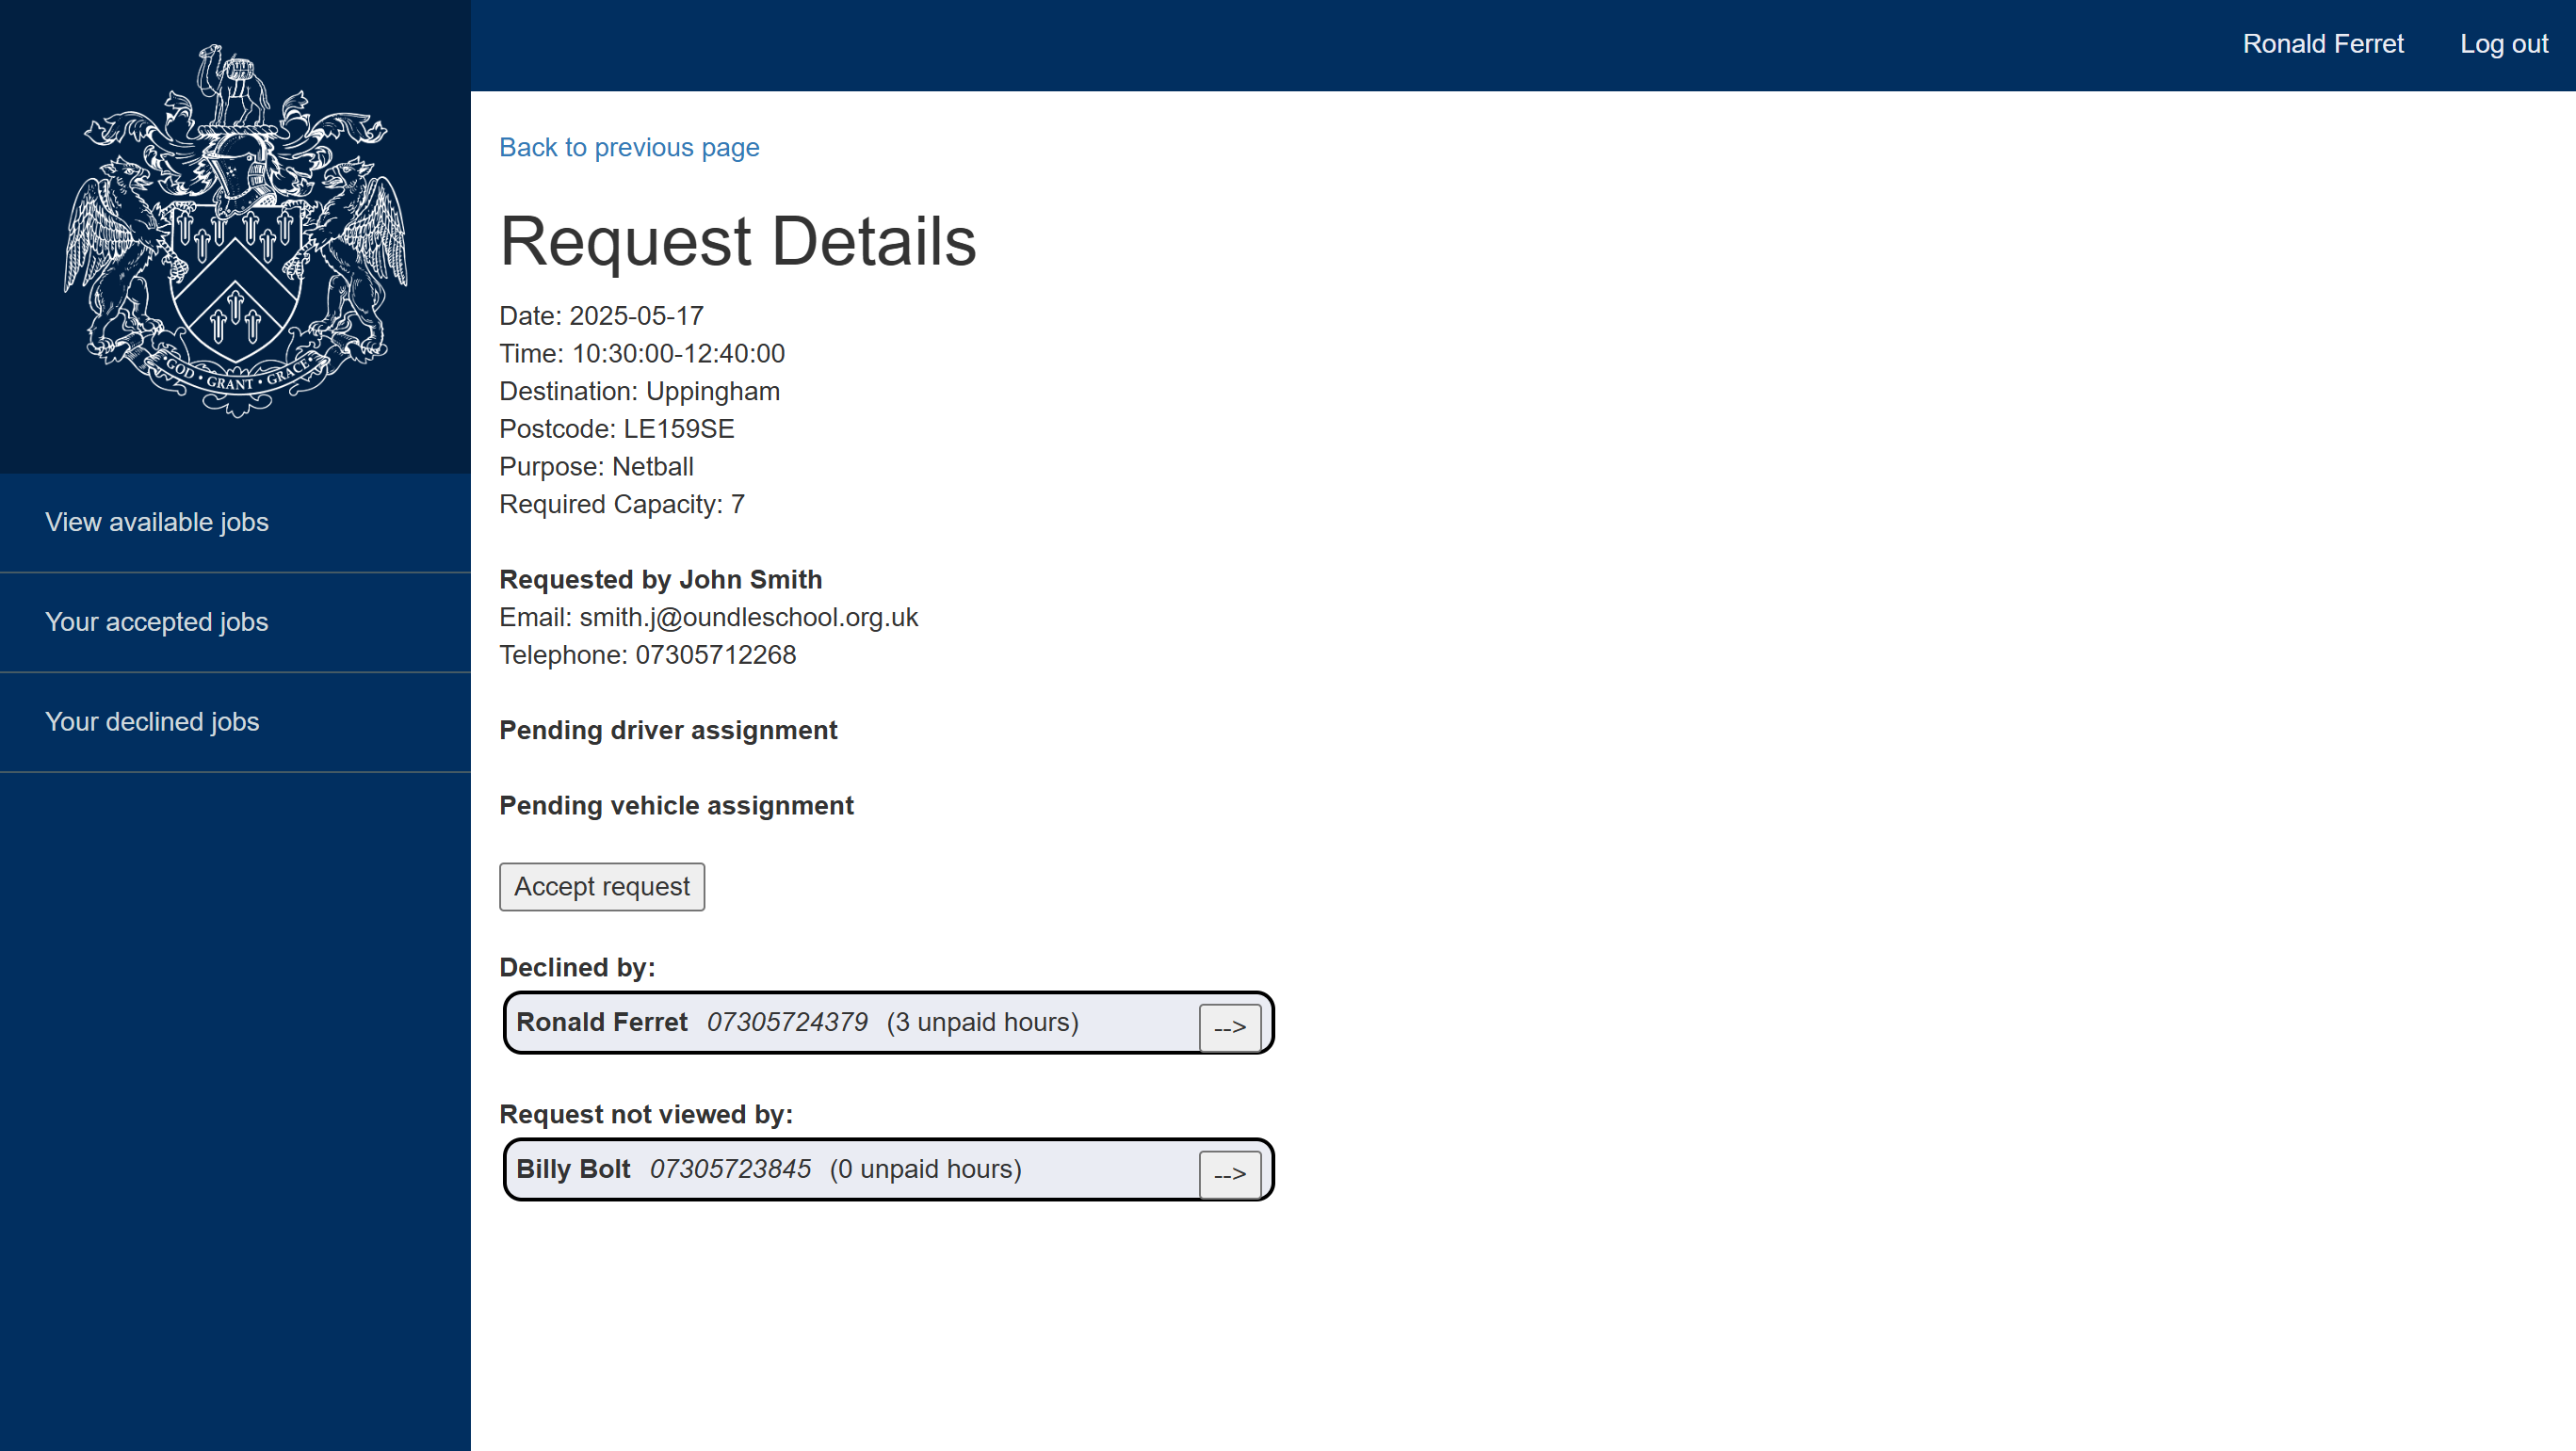 Ronald Ferret Log out
GOD • GRANT • GRACE
View available jobs
Your accepted jobs
Your declined jobs
Back to previous page
Request Details
Date: 2025-05-17
Time: 10:30:00-12:40:00
Destination: Uppingham
Postcode: LE159SE
Purpose: Netball
Required Capacity: 7
Requested by John Smith
Email: smith.j@oundleschool.org.uk
Telephone: 07305712268
Pending driver assignment
Pending vehicle assignment
Accept request
Declined by:
Ronald Ferret 07305724379 (3 unpaid hours) -->
Request not viewed by:
Billy Bolt 07305723845 (0 unpaid hours) -->